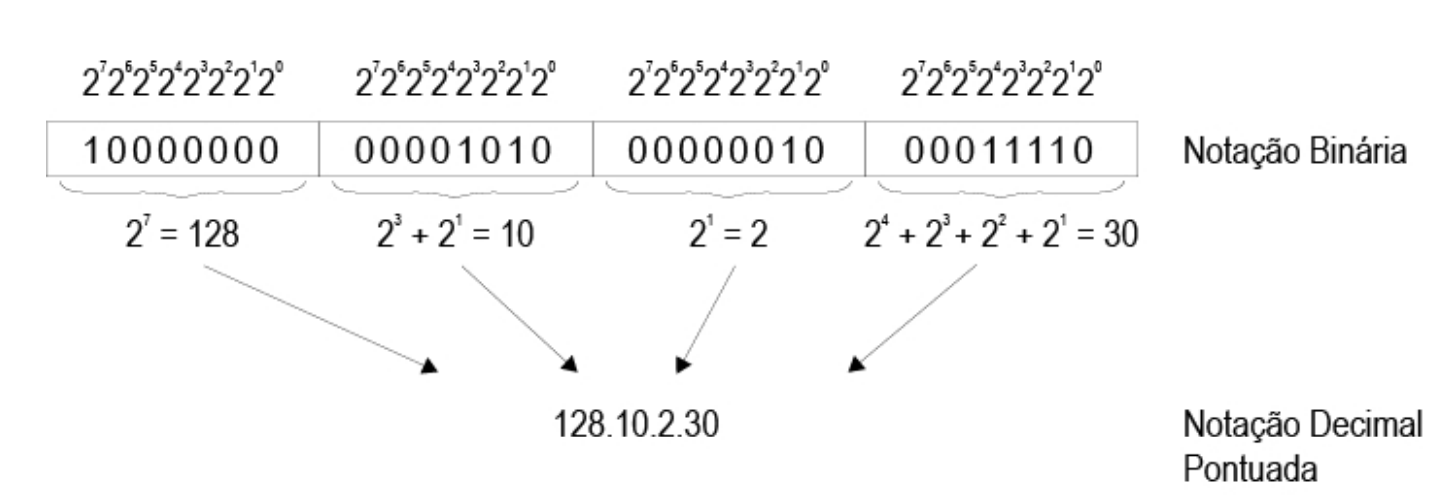 2⁷2⁶2⁵2⁴2³2²2¹2⁰ 2⁷2⁶2⁵2⁴2³2²2¹2⁰ 2⁷2⁶2⁵2⁴2³2²2¹2⁰ 2⁷2⁶2⁵2⁴2³2²2¹2⁰
10000000 00001010 00000010 00011110 Notação Binária
2⁷ = 128 2³ + 2¹ = 10 2¹ = 2 2⁴ + 2³ + 2² + 2¹ = 30
128.10.2.30 Notação Decimal
Pontuada